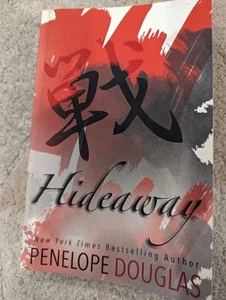 戦
Hideaway
New York Times Bestselling Author
PENELOPE DOUGLAS